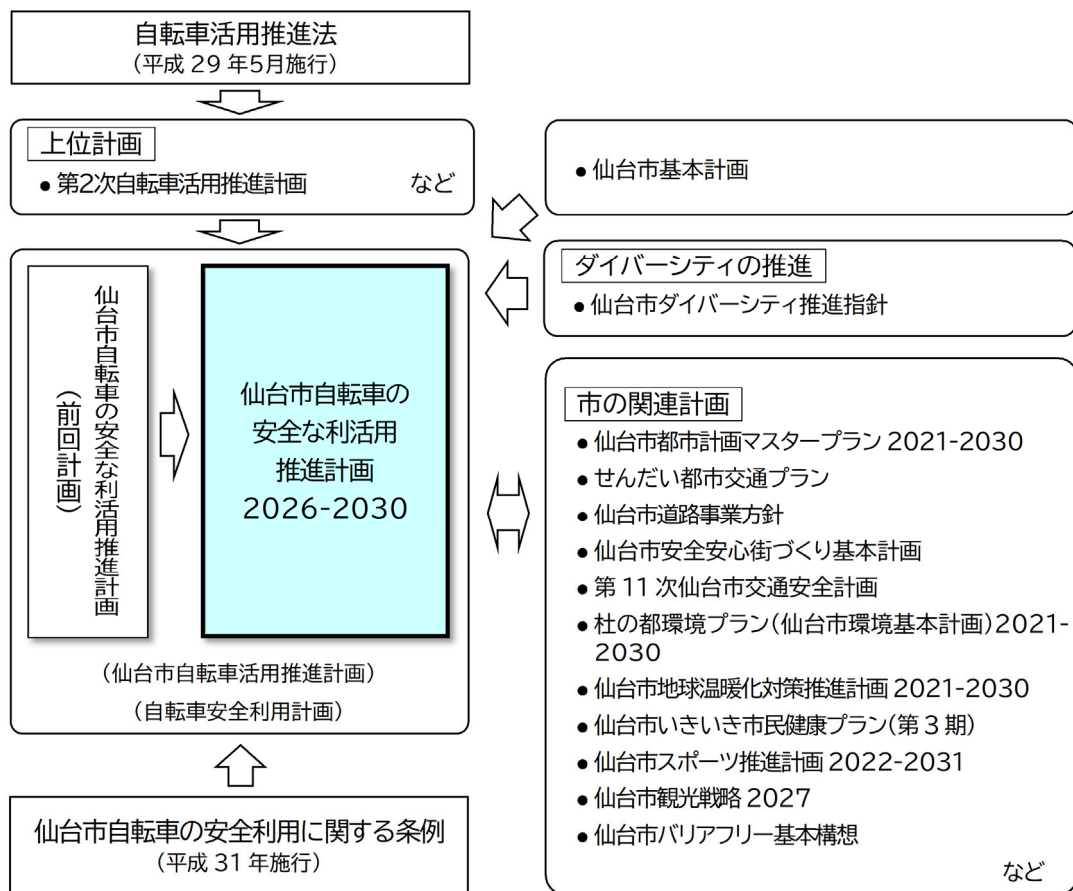 自転車活用推進法
（平成 29 年5月施行）
上位計画
● 第2次自転車活用推進計画　　など
● 仙台市基本計画
ダイバーシティの推進
● 仙台市ダイバーシティ推進指針
仙台市自転車の安全な利活用推進計画
（前回計画）
仙台市自転車の
安全な利活用
推進計画
2026-2030
（仙台市自転車活用推進計画）
（自転車安全利用計画）
仙台市自転車の安全利用に関する条例
（平成 31 年施行）
市の関連計画
● 仙台市都市計画マスタープラン 2021-2030
● せんだい都市交通プラン
● 仙台市道路事業方針
● 仙台市安全安心街づくり基本計画
● 第 11 次仙台市交通安全計画
● 杜の都環境プラン（仙台市環境基本計画）2021-
2030
● 仙台市地球温暖化対策推進計画 2021-2030
● 仙台市いきいき市民健康プラン（第 3 期）
● 仙台市スポーツ推進計画 2022-2031
● 仙台市観光戦略 2027
● 仙台市バリアフリー基本構想
など